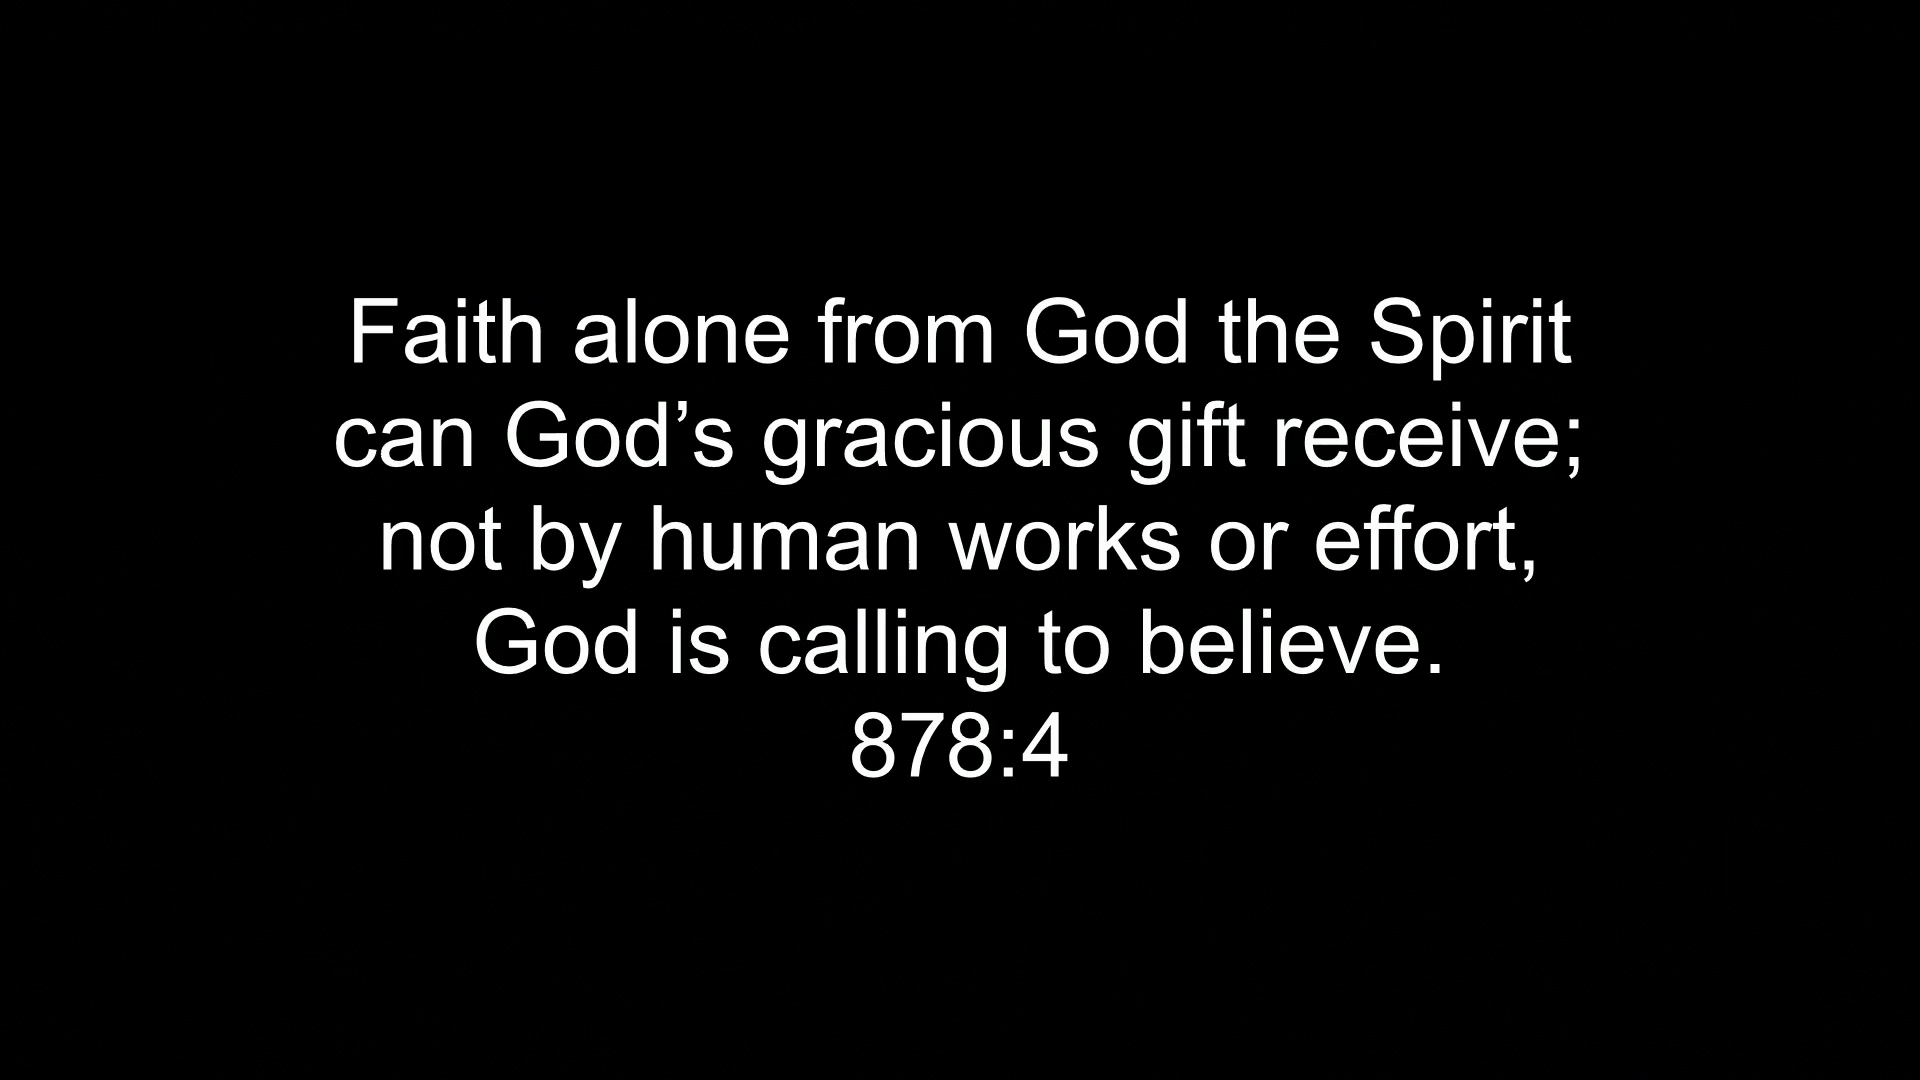 Faith alone from God the Spirit
can God’s gracious gift receive;
not by human works or effort,
God is calling to believe.
878:4